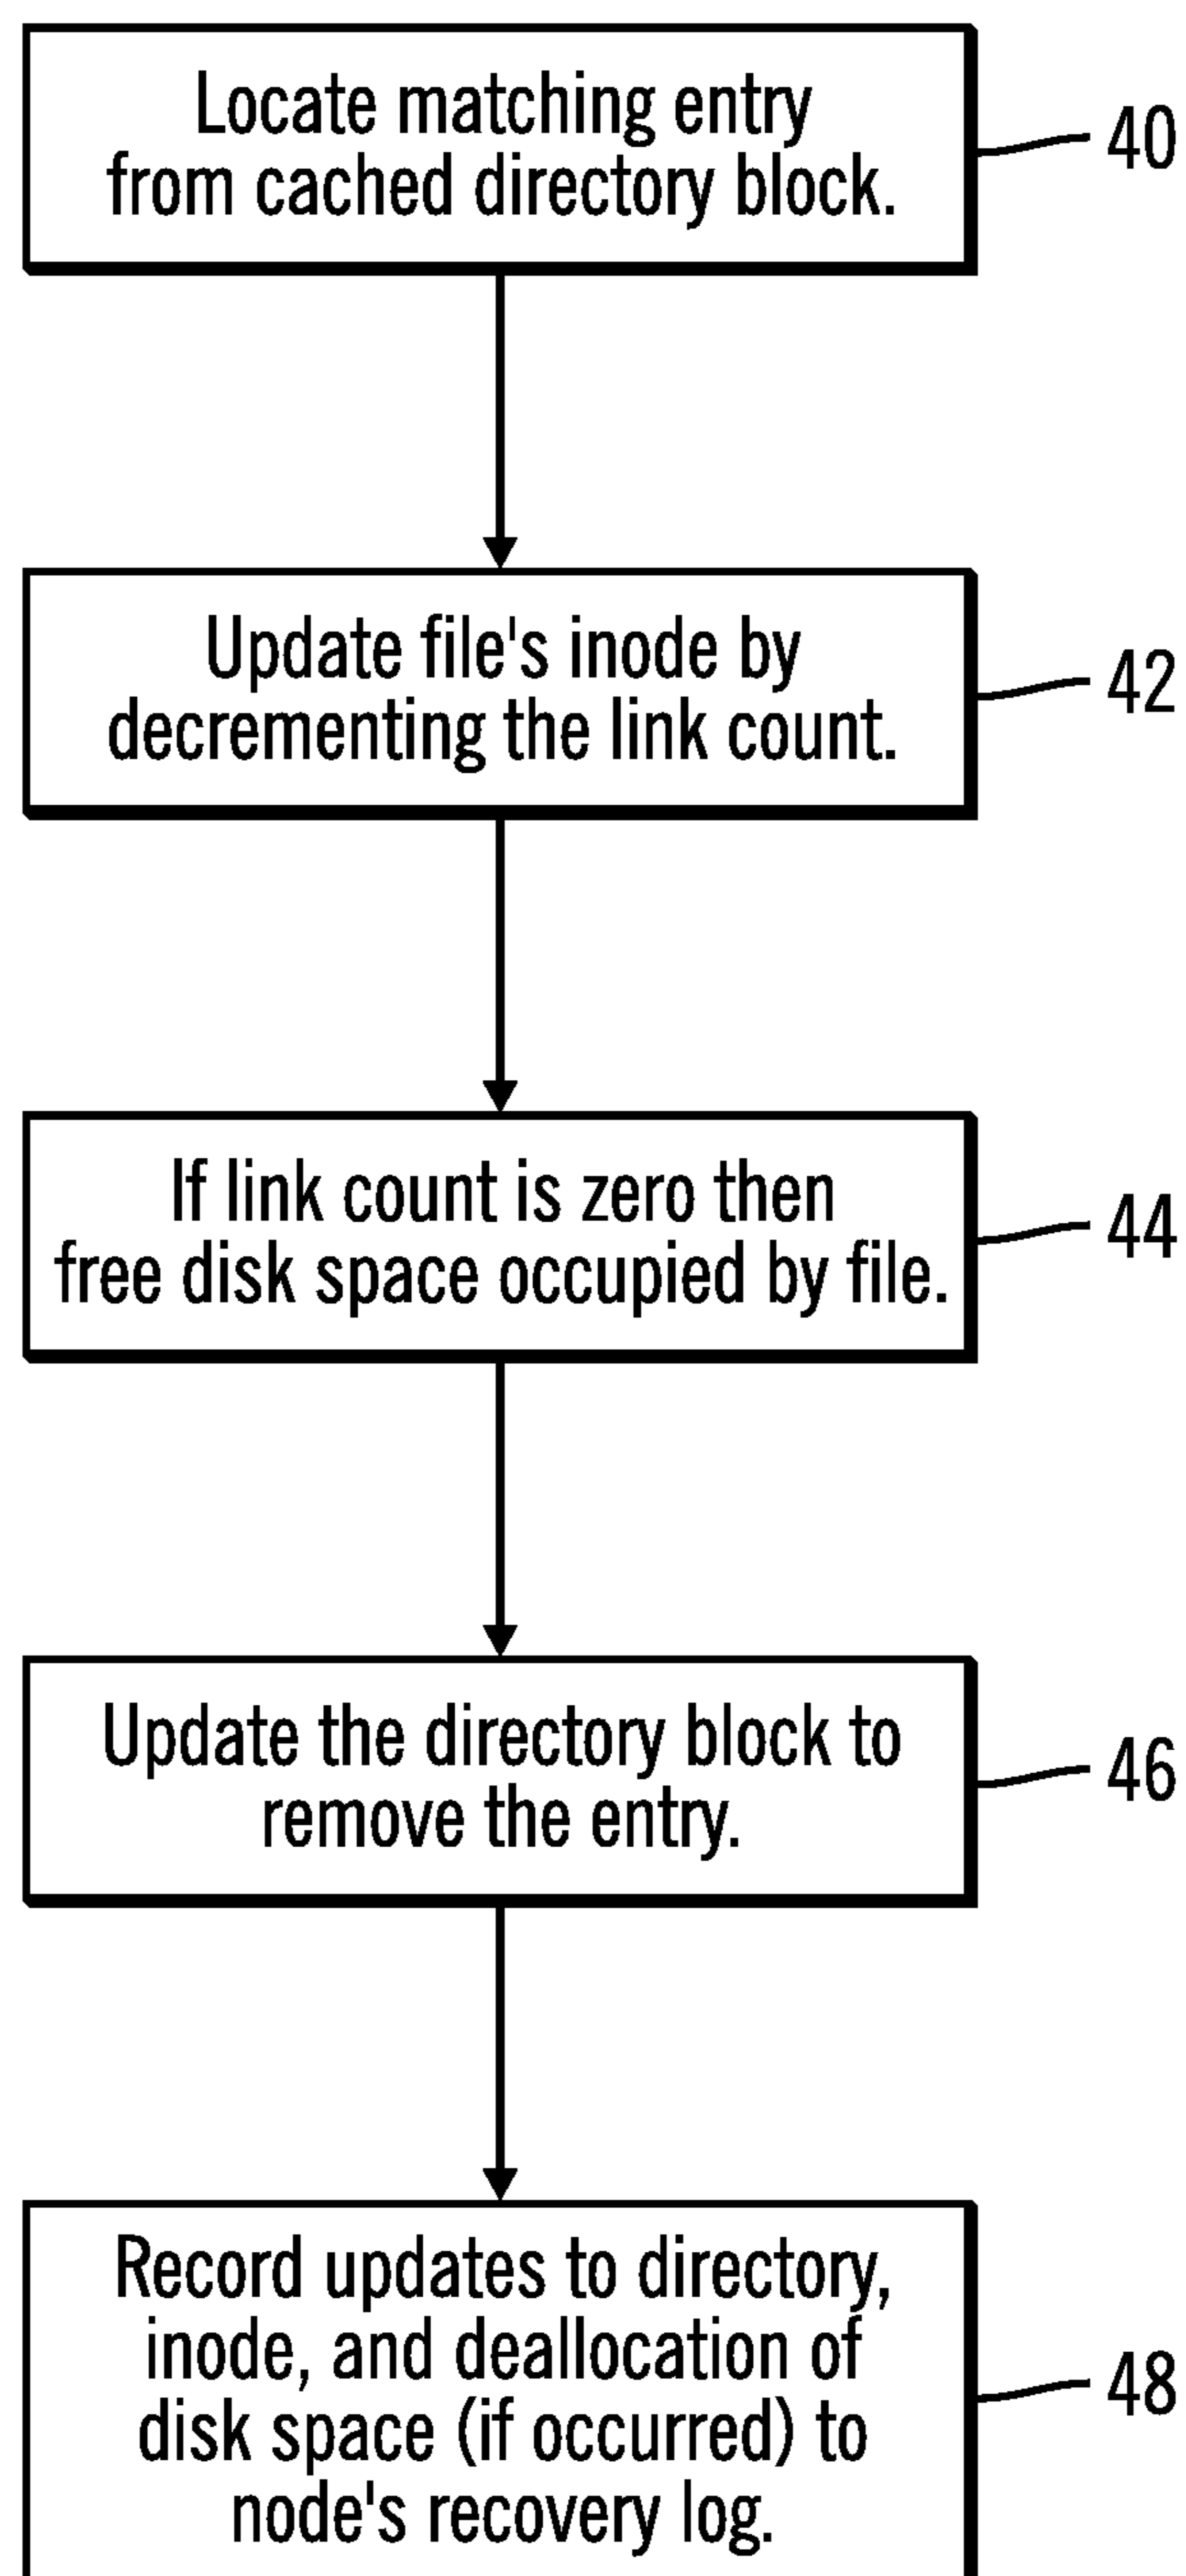 Locate matching entry
from cached directory block.
40
Update file's inode by
decrementing the link count.
42
If link count is zero then
free disk space occupied by file.
44
Update the directory block to
remove the entry.
46
Record updates to directory,
inode, and deallocation of
disk space (if occurred) to
node's recovery log.
48